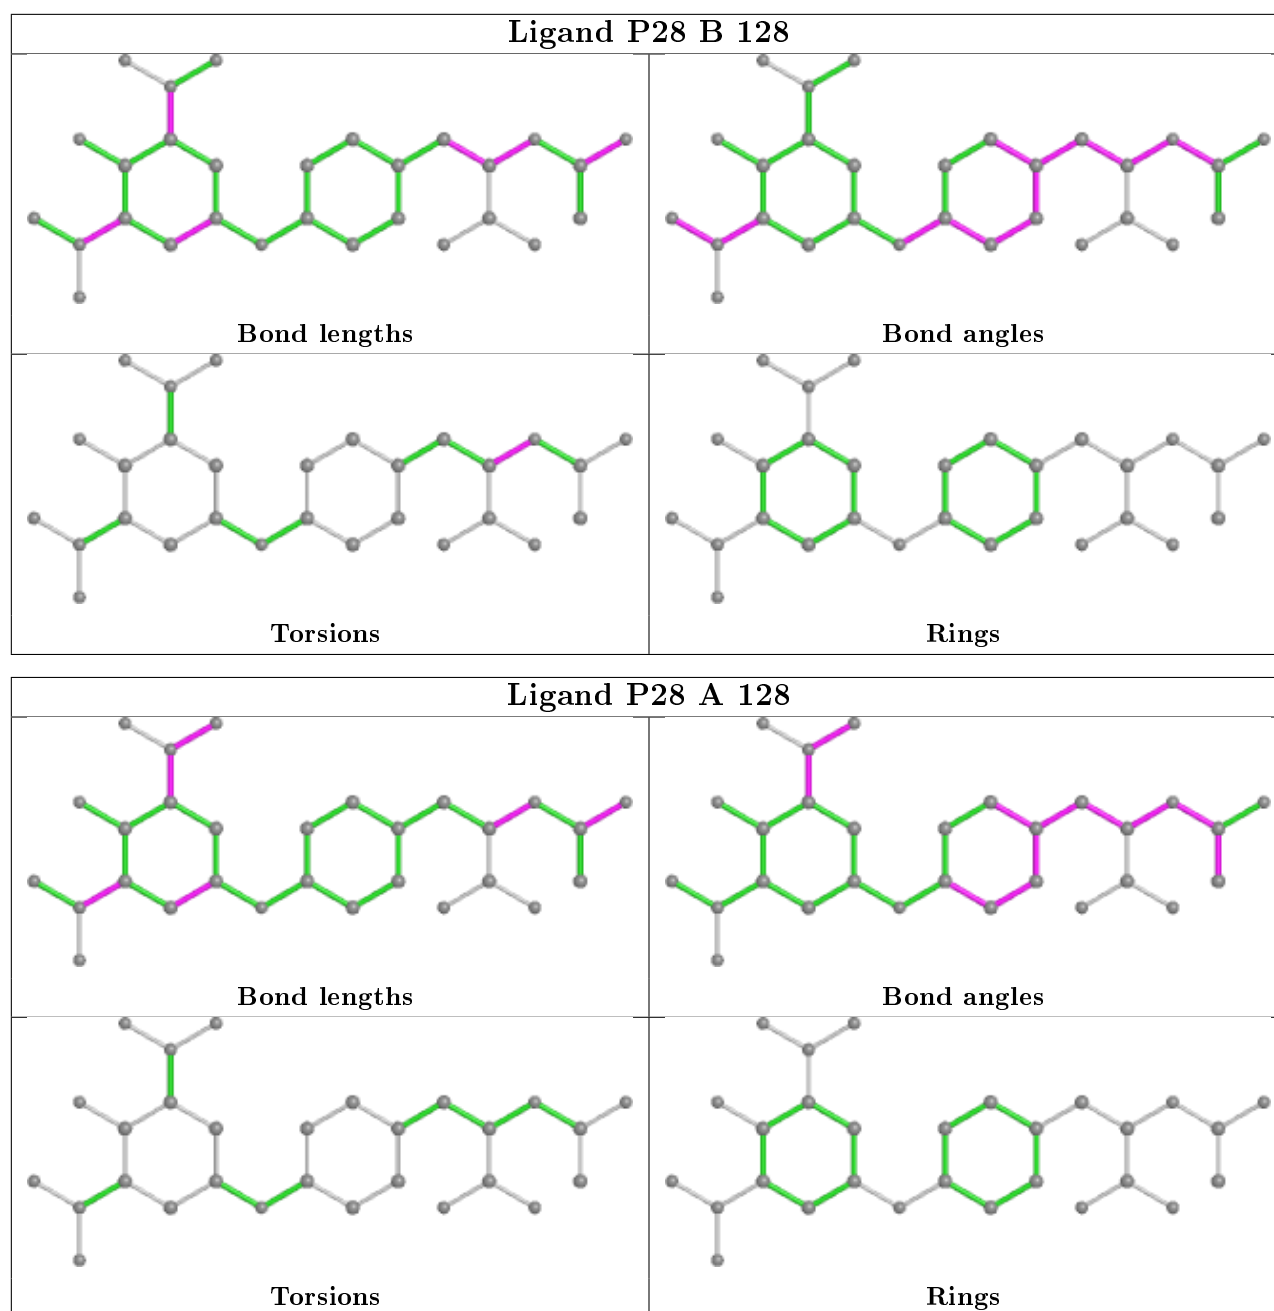 Ligand P28 B 128
Bond lengths
Bond angles
Torsions
Rings
Ligand P28 A 128
Bond lengths
Bond angles
Torsions
Rings